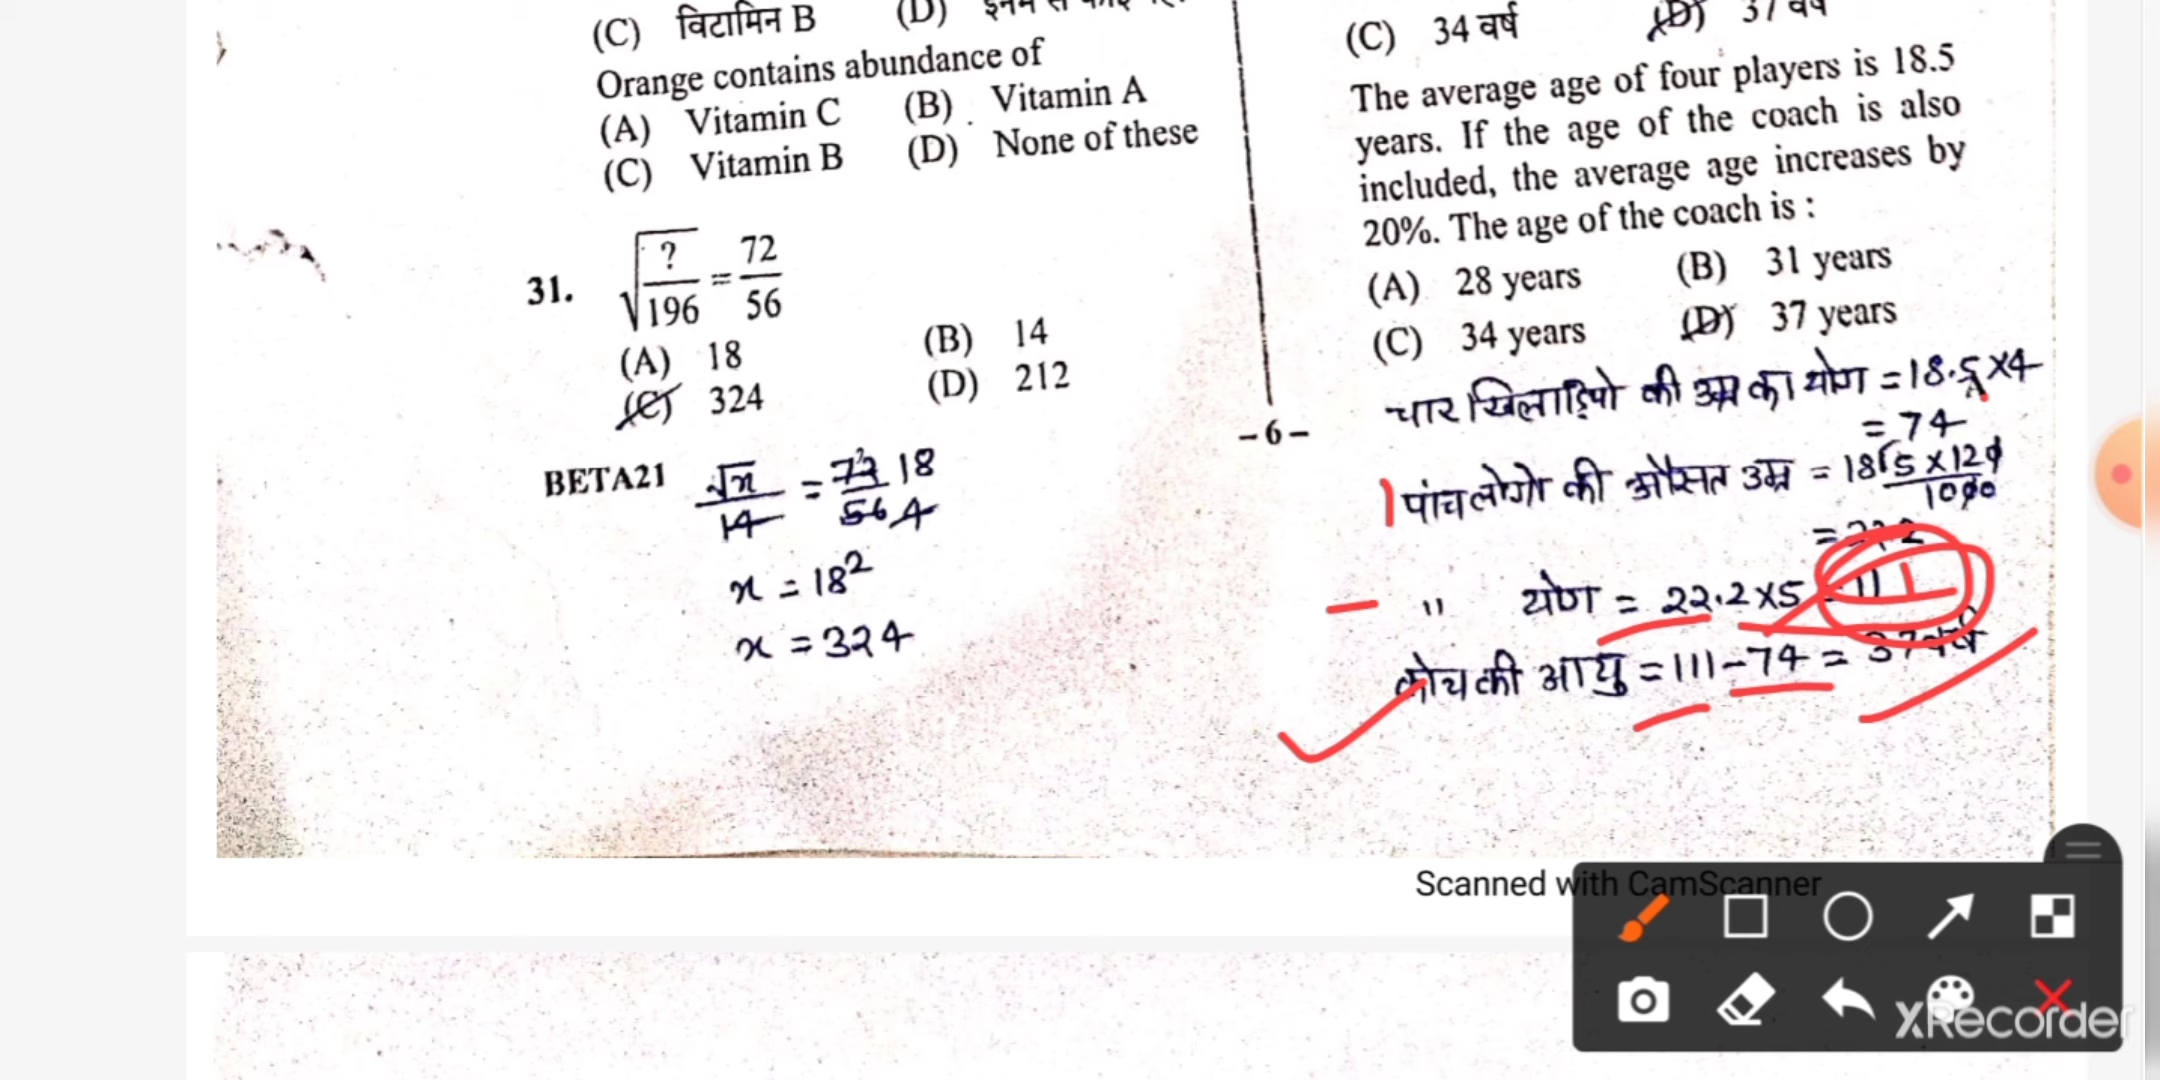 (C) विटामिन B (D)
Orange contains abundance of
(A) Vitamin C (B) Vitamin A
(C) Vitamin B (D) None of these
31. √?/196 = 72/56
(A) 18 (B) 14
(C) 324 (D) 212
BETA21
√x/14 = 72 18/56 4
x = 18²
x = 324
-6-
(C) 34 वर्ष (D) 37 वर्ष
The average age of four players is 18.5
years. If the age of the coach is also
included, the average age increases by
20%. The age of the coach is :
(A) 28 years (B) 31 years
(C) 34 years (D) 37 years
चार खिलाड़ियो की उम्र का योग = 18.5 x 4
= 74
पांच लोगो की औसत उम्र =
= 22.2
" योग = 22.2 x 5 = 111
कोच की आयु = 111 - 74 = 37 वर्ष
Scanned with CamScanner
XRecorder